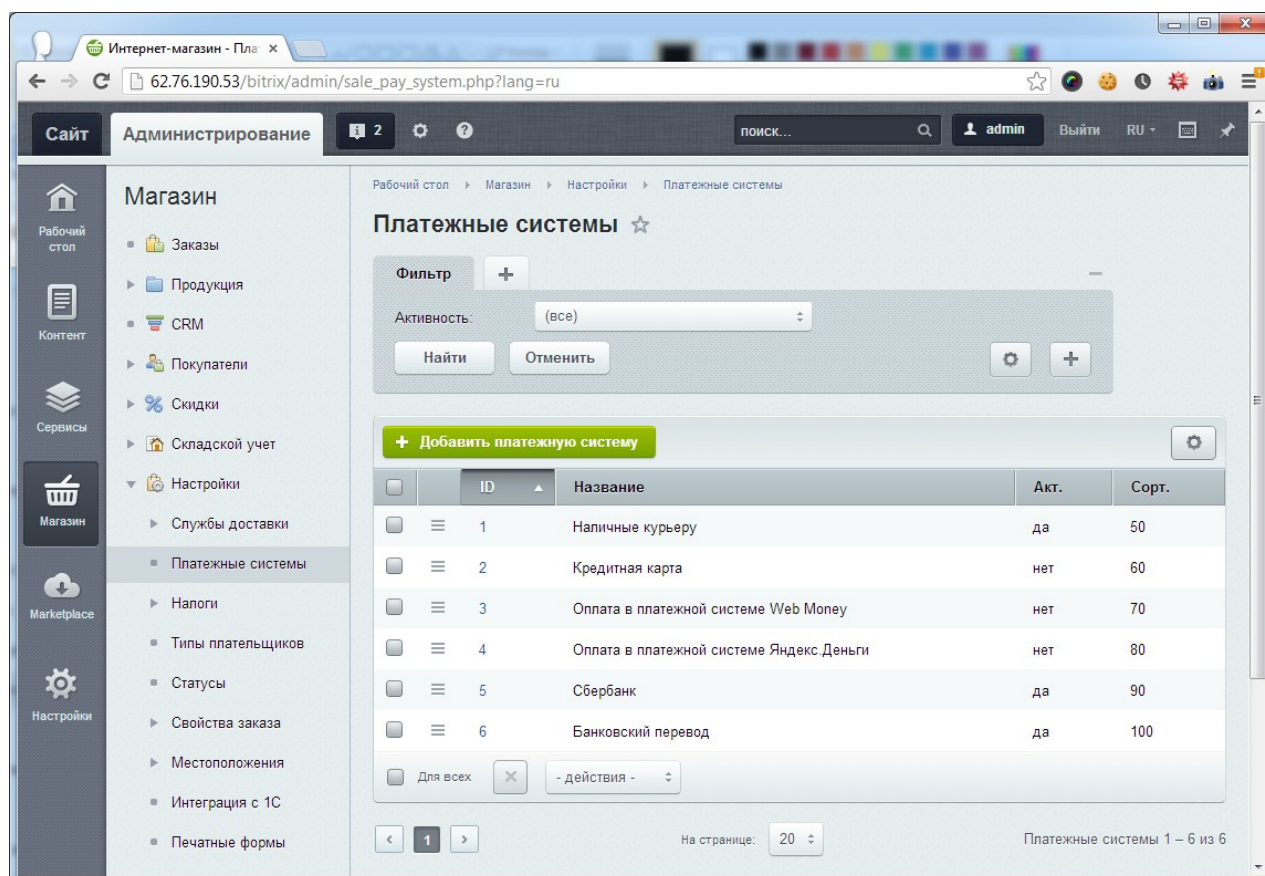 Интернет-магазин - Пла
62.76.190.53/bitrix/admin/sale_pay_system.php?lang=ru
Сайт
Администрирование
2
поиск...
admin
Выйти
RU
Рабочий стол
Контент
Сервисы
Магазин
Marketplace
Настройки
Магазин
Заказы
Продукция
CRM
Покупатели
Скидки
Складской учет
Настройки
Службы доставки
Платежные системы
Налоги
Типы плательщиков
Статусы
Свойства заказа
Местоположения
Интеграция с 1С
Печатные формы
Рабочий стол Магазин Настройки Платежные системы
Платежные системы
Фильтр
Активность: (все)
Найти Отменить
Добавить платежную систему
ID Название Акт. Сорт.
1 Наличные курьеру да 50
2 Кредитная карта нет 60
3 Оплата в платежной системе Web Money нет 70
4 Оплата в платежной системе Яндекс.Деньги нет 80
5 Сбербанк да 90
6 Банковский перевод да 100
Для всех - действия -
1 На странице: 20 Платежные системы 1 – 6 из 6